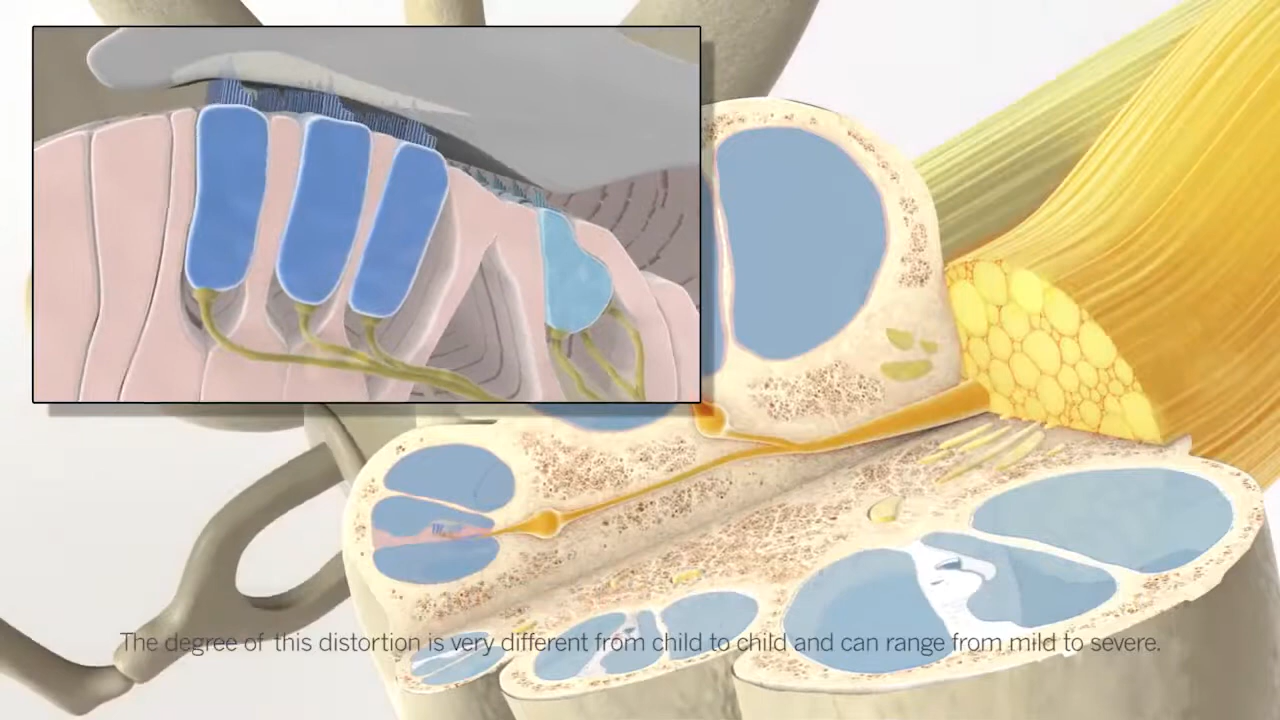 The degree of this distortion is very different from child to child and can range from mild to severe.